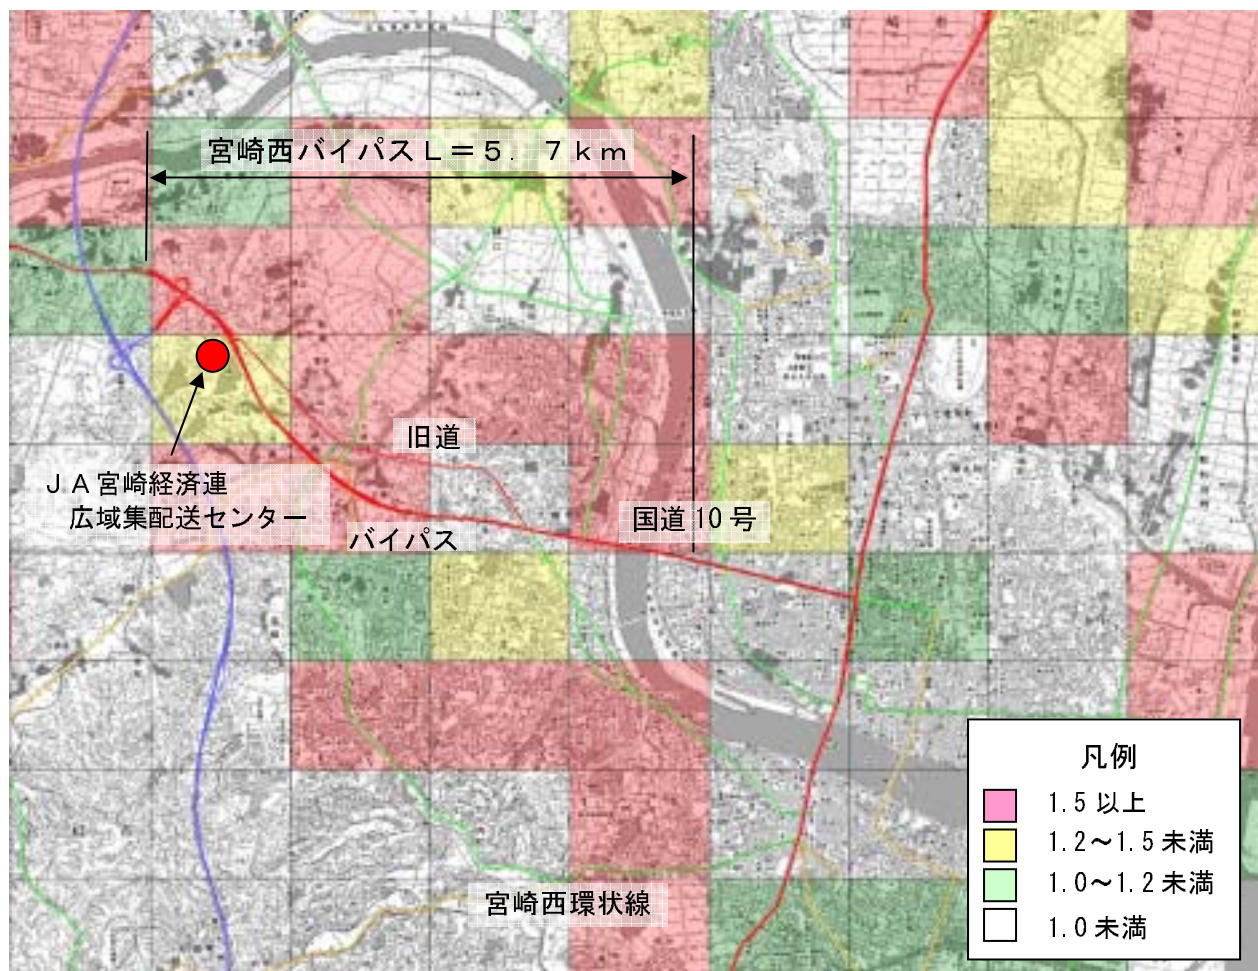 宮崎西バイパスL＝5．7km
旧道
JA宮崎経済連
広域集配送センター
国道10号
バイパス
宮崎西環状線
凡例
1.5以上
1.2～1.5未満
1.0～1.2未満
1.0未満